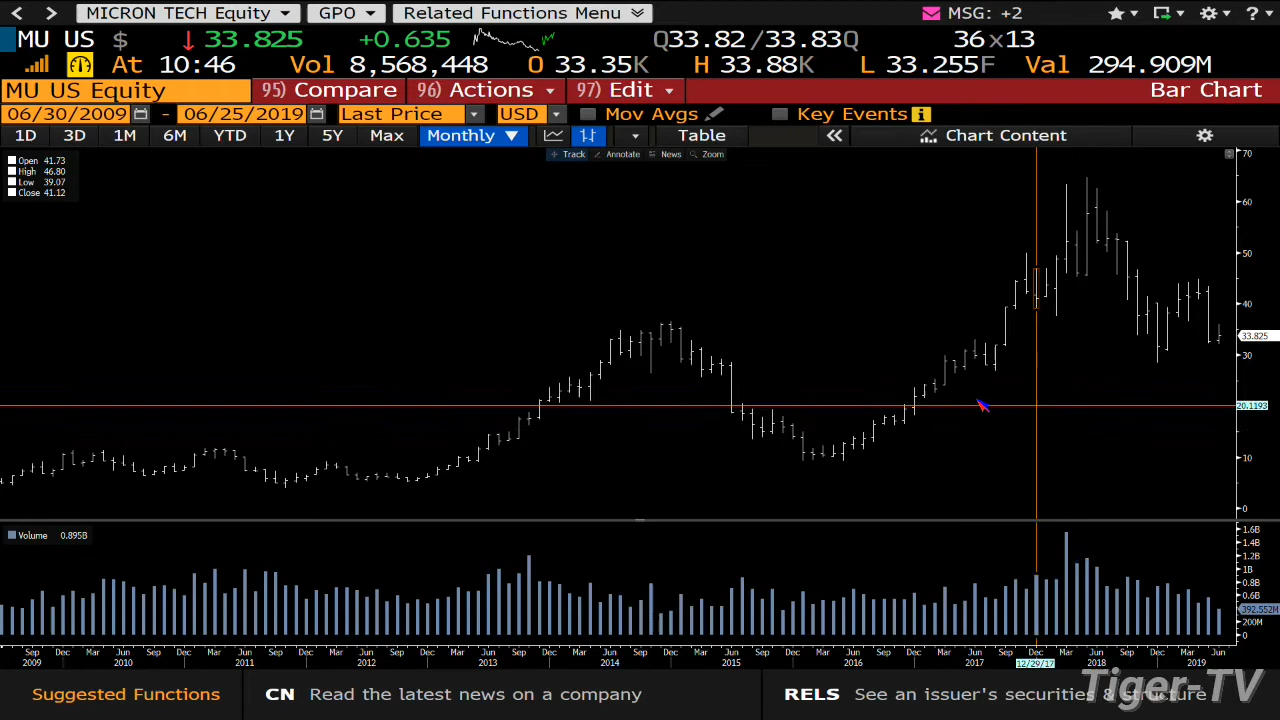 MICRON TECH Equity GPO Related Functions Menu MSG: +2 ?
MU US $ 33.825 +0.635 Q33.82/33.83Q 36x13
At 10:46 Vol 8,568,448 O 33.35K H 33.88K L 33.255F Val 294.909M
MU US Equity 95) Compare 96) Actions 97) Edit Bar Chart
06/30/2009 - 06/25/2019 Last Price USD Mov Avgs Key Events i
1D 3D 1M 6M YTD 1Y 5Y Max Monthly ▼ Table Chart Content
Track Annotate News Zoom
Open 41.73
High 46.80
Low 39.07
Close 41.12
70
60
50
40
33.825
30
20.1193
10
0
Volume 0.895B
1.6B
1.4B
1.2B
1B
0.8B
0.6B
392.552M
200M
0
Sep Dec Mar Jun Sep Dec Mar Jun Sep Dec Mar Jun Sep Dec Mar Jun Sep Dec Mar Jun Sep Dec Mar Jun Sep Dec Mar Jun Sep Dec Mar Jun Sep Dec Mar Jun Sep Dec Mar Jun
2009 2010 2011 2012 2013 2014 2015 2016 2017 12/29/17 2018 2019
Suggested Functions CN Read the latest news on a company RELS See an issuer's securities & structure
Tiger-TV